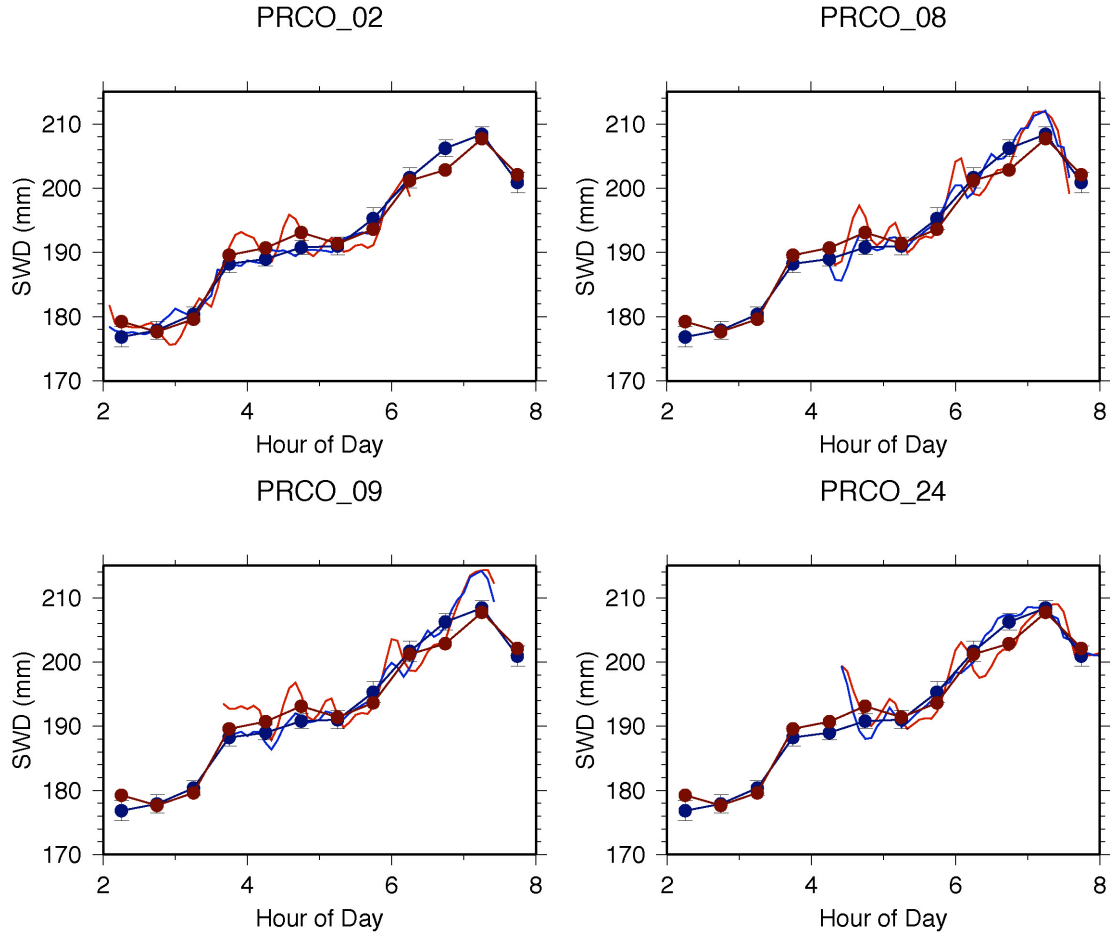 PRCO_02
SWD (mm)
210
200
190
180
170
2 4 6 8
Hour of Day
PRCO_08
SWD (mm)
210
200
190
180
170
2 4 6 8
Hour of Day
PRCO_09
SWD (mm)
210
200
190
180
170
2 4 6 8
Hour of Day
PRCO_24
SWD (mm)
210
200
190
180
170
2 4 6 8
Hour of Day